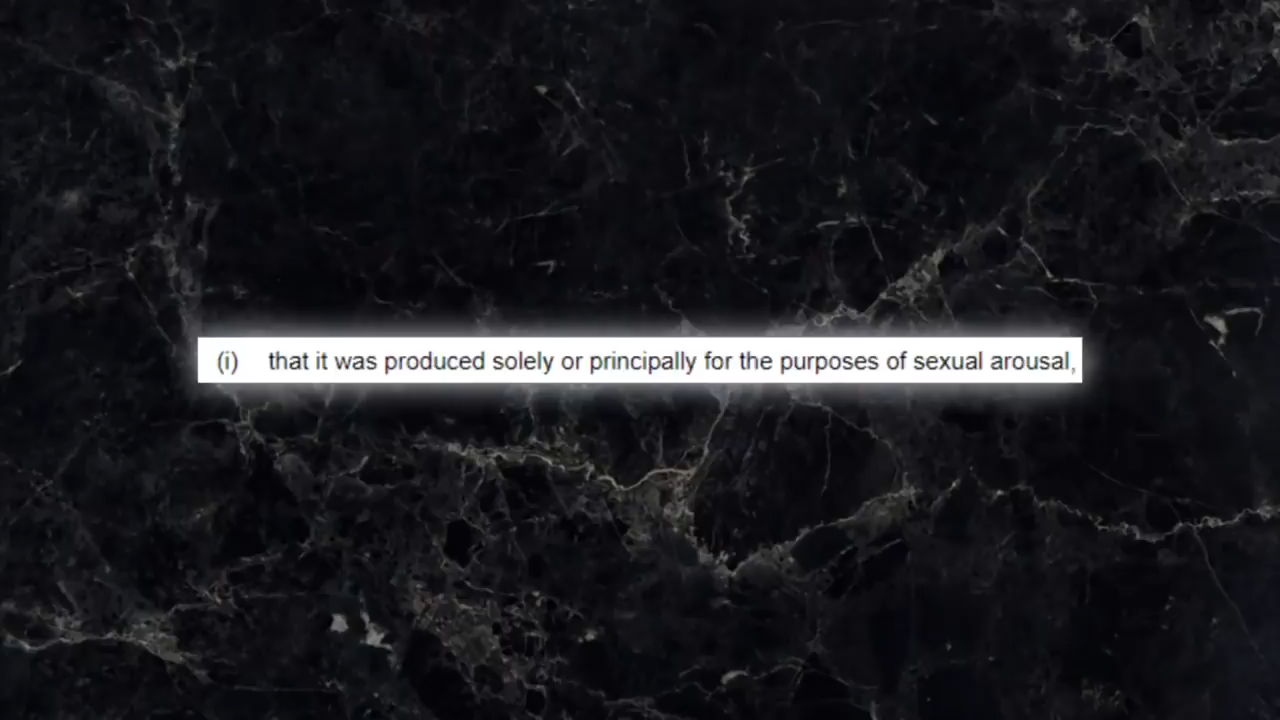 (i) that it was produced solely or principally for the purposes of sexual arousal,